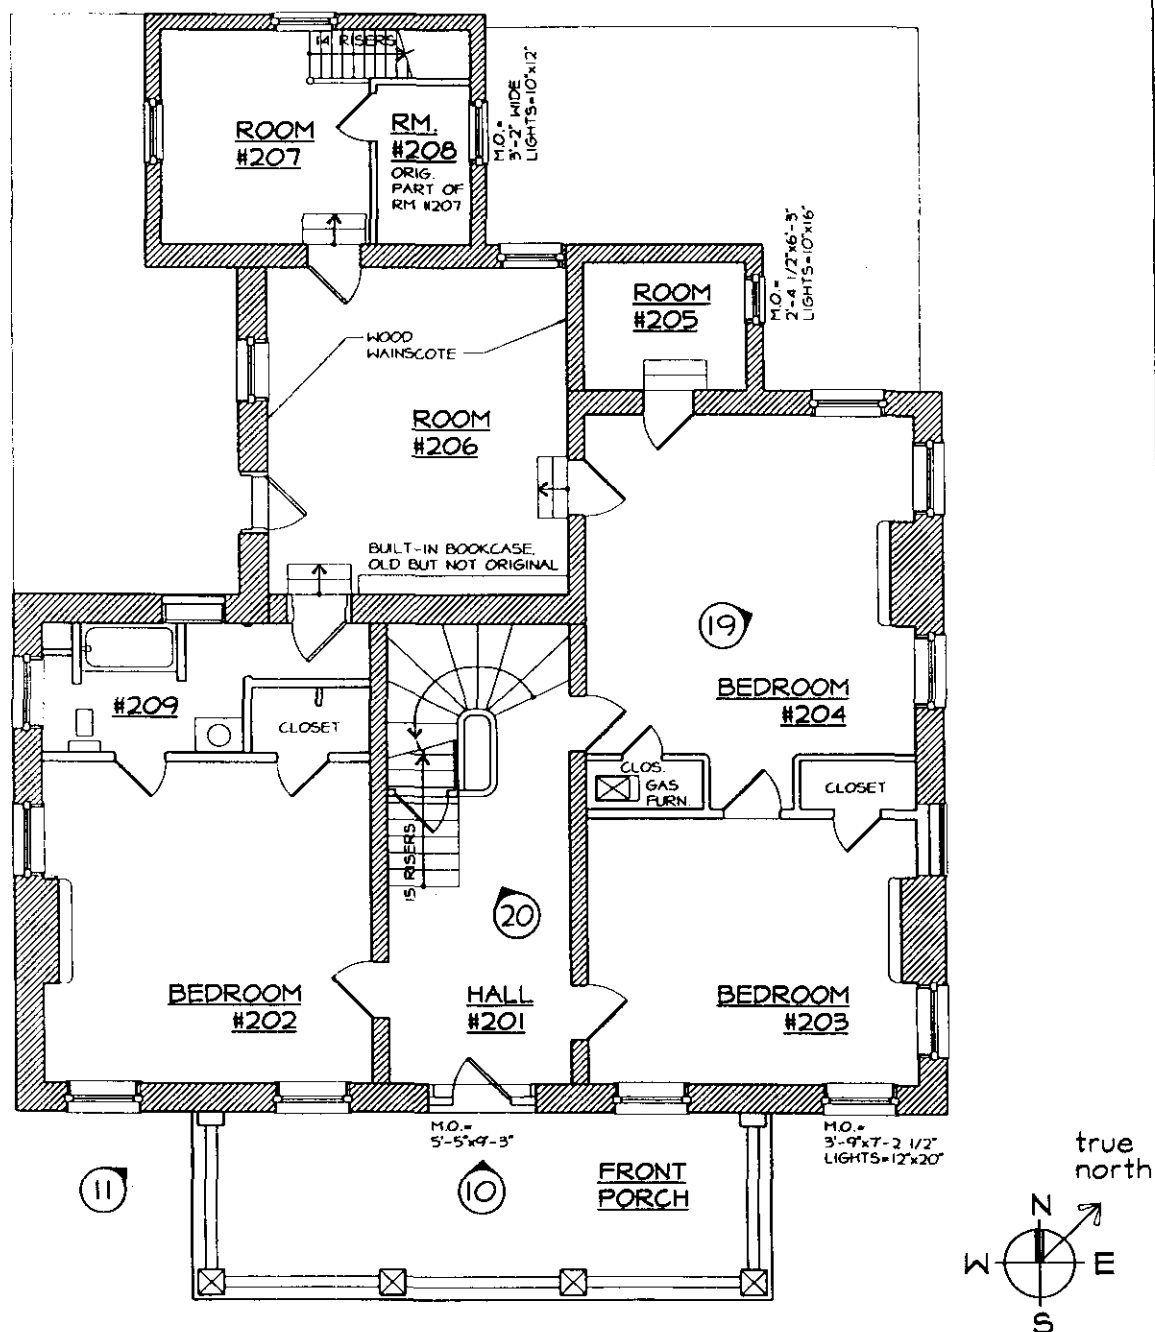 14 RISERS
ROOM
#207
RM.
#208
ORIG.
PART OF
RM #207
M.O.=
3'-2" WIDE
LIGHTS=10"x12"
ROOM
#205
M.O.=
2'-4 1/2"x6'-3"
LIGHTS=10"x16"
WOOD
WAINSCOTE
ROOM
#206
BUILT-IN BOOKCASE,
OLD BUT NOT ORIGINAL
19
BEDROOM
#204
#209
CLOSET
CLOS.
GAS
FURN.
CLOSET
15 RISERS
20
BEDROOM
#202
HALL
#201
BEDROOM
#203
M.O.=
5'-5"x9'-3"
M.O.=
3'-9"x7'-2 1/2"
LIGHTS=12"x20"
11
10
FRONT
PORCH
true
north
N
W E
S